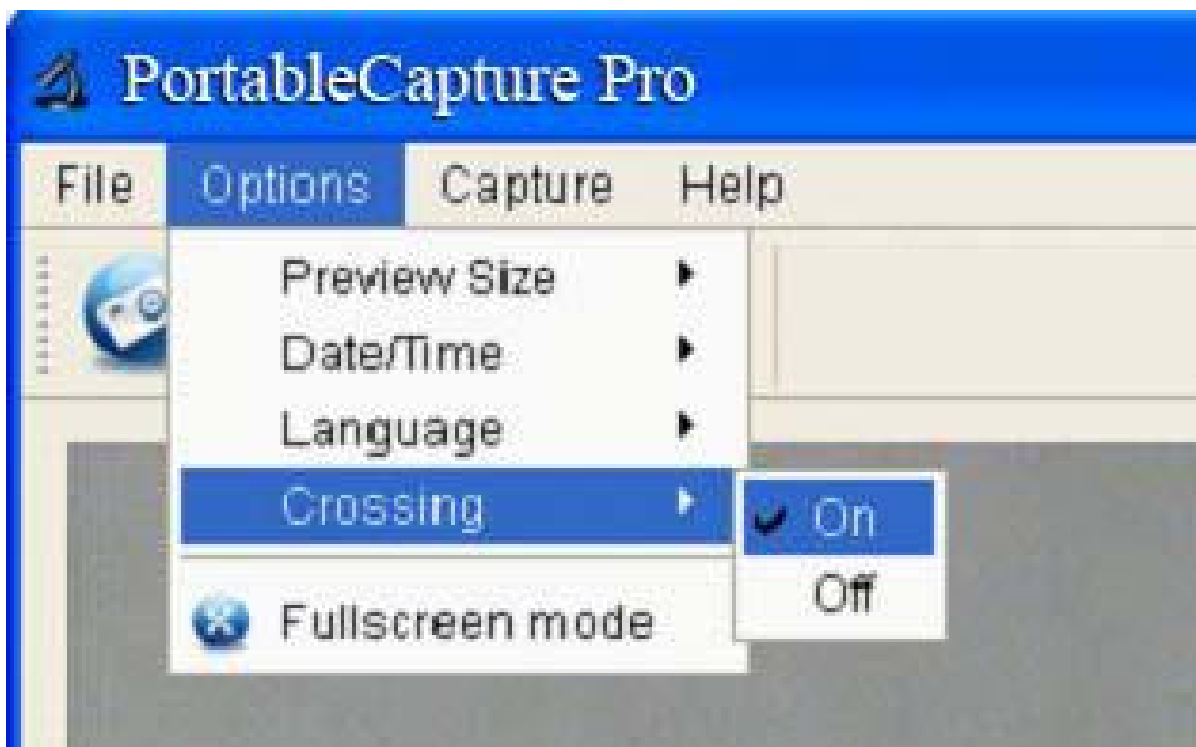 PortableCapture Pro
File Options Capture Help
Preview Size
Date/Time
Language
Crossing
On
Off
Fullscreen mode